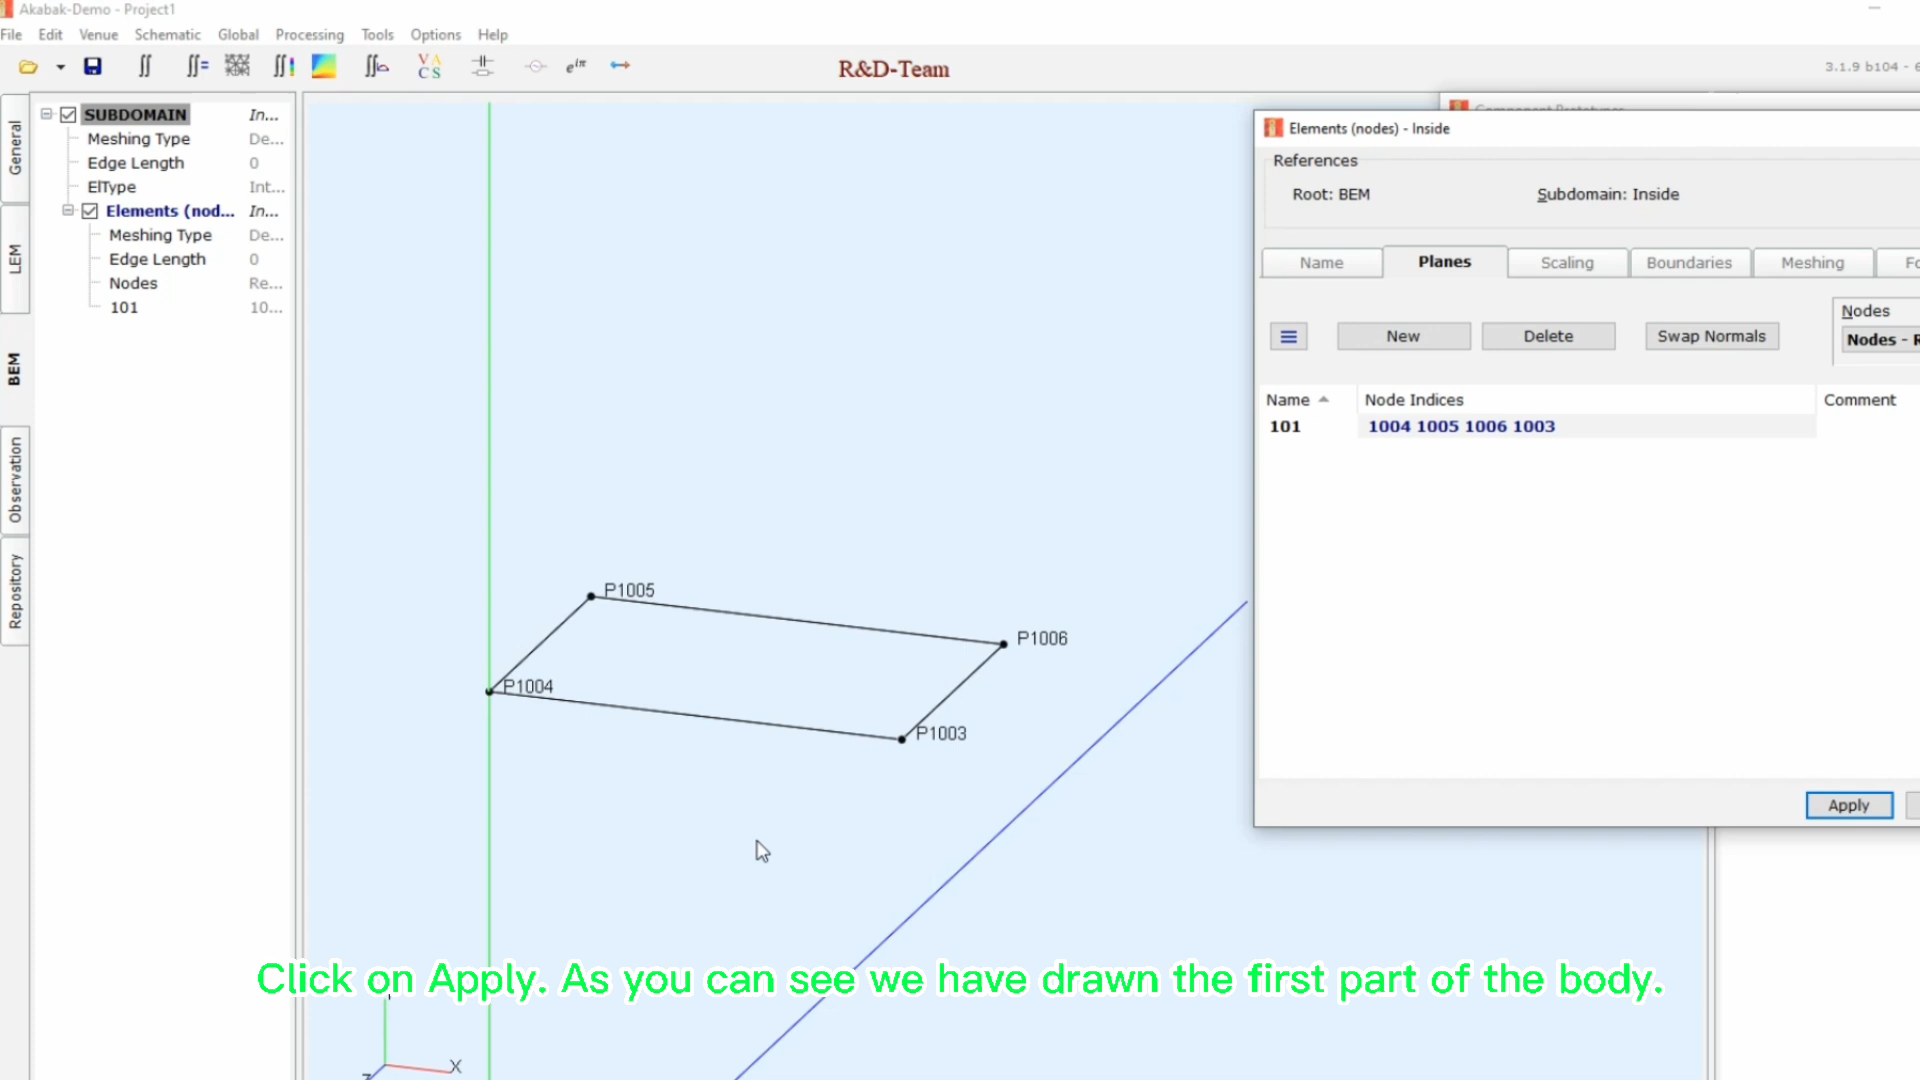 Akabak-Demo - Project1
File Edit Venue Schematic Global Processing Tools Options Help
V A
C S
e^iπ
R&D-Team
3.1.9 b104 - 6
General
LEM
BEM
Observation
Repository
SUBDOMAIN In...
Meshing Type De...
Edge Length 0
ElType Int...
Elements (nod... In...
Meshing Type De...
Edge Length 0
Nodes Re...
101 10...
P1005
P1006
P1004
P1003
X
Z
Elements (nodes) - Inside
References
Root: BEM Subdomain: Inside
Name Planes Scaling Boundaries Meshing Fo
New Delete Swap Normals
Nodes
Nodes - R
Name Node Indices Comment
101 1004 1005 1006 1003
Apply
Click on Apply. As you can see we have drawn the first part of the body.